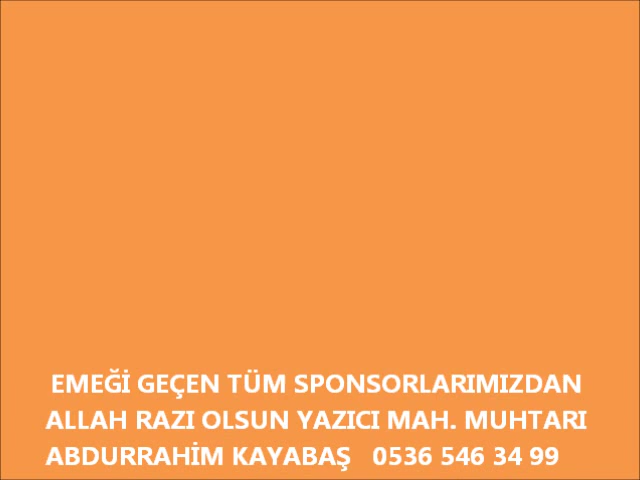 EMEĞİ GEÇEN TÜM SPONSORLARIMIZDAN
ALLAH RAZI OLSUN YAZICI MAH. MUHTARI
ABDURRAHİM KAYABAŞ   0536 546 34 99